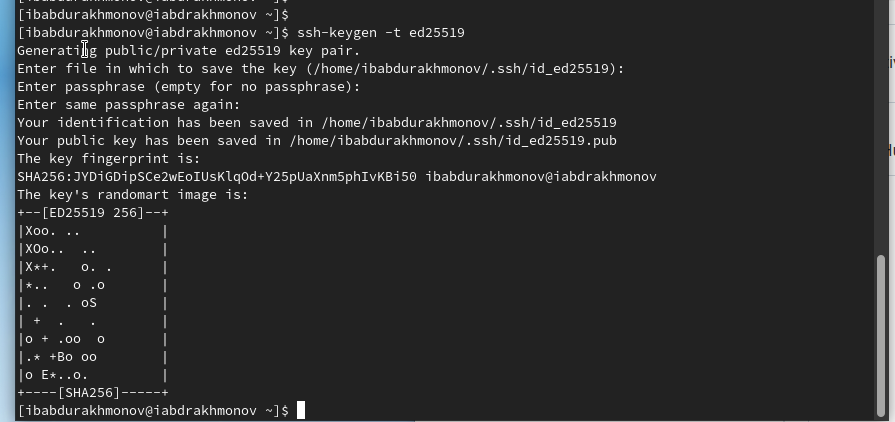 [ibabdurakhmonov@iabdrakhmonov ~]$
[ibabdurakhmonov@iabdrakhmonov ~]$
[ibabdurakhmonov@iabdrakhmonov ~]$ ssh-keygen -t ed25519
Generating public/private ed25519 key pair.
Enter file in which to save the key (/home/ibabdurakhmonov/.ssh/id_ed25519):
Enter passphrase (empty for no passphrase):
Enter same passphrase again:
Your identification has been saved in /home/ibabdurakhmonov/.ssh/id_ed25519
Your public key has been saved in /home/ibabdurakhmonov/.ssh/id_ed25519.pub
The key fingerprint is:
SHA256:JYDiGDipSCe2wEoIUsKlqOd+Y25pUaXnm5phIvKBi50 ibabdurakhmonov@iabdrakhmonov
The key's randomart image is:
+--[ED25519 256]--+
|Xoo. ..          |
|XOo..  ..        |
|X*+.   o. .      |
|*..   o .o       |
|. .  . oS        |
| +  .   .        |
|o + .oo  o       |
|.* +Bo oo        |
|o E*..o.         |
+----[SHA256]-----+
[ibabdurakhmonov@iabdrakhmonov ~]$